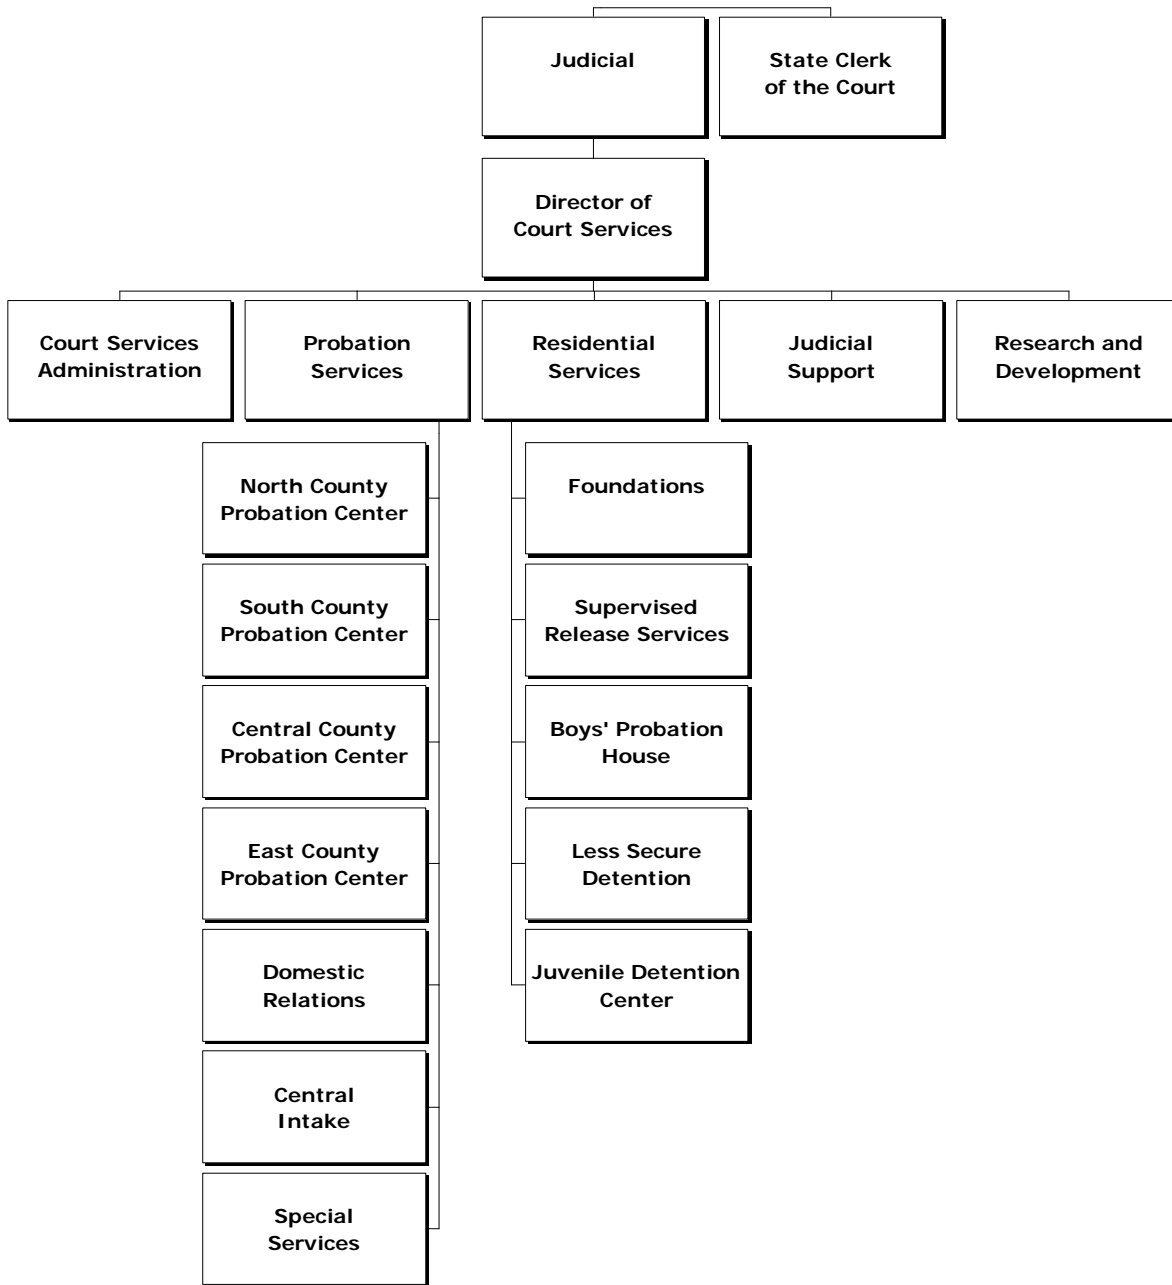 Judicial
State Clerk
of the Court
Director of
Court Services
Court Services
Administration
Probation
Services
Residential
Services
Judicial
Support
Research and
Development
North County
Probation Center
South County
Probation Center
Central County
Probation Center
East County
Probation Center
Domestic
Relations
Central
Intake
Special
Services
Foundations
Supervised
Release Services
Boys' Probation
House
Less Secure
Detention
Juvenile Detention
Center